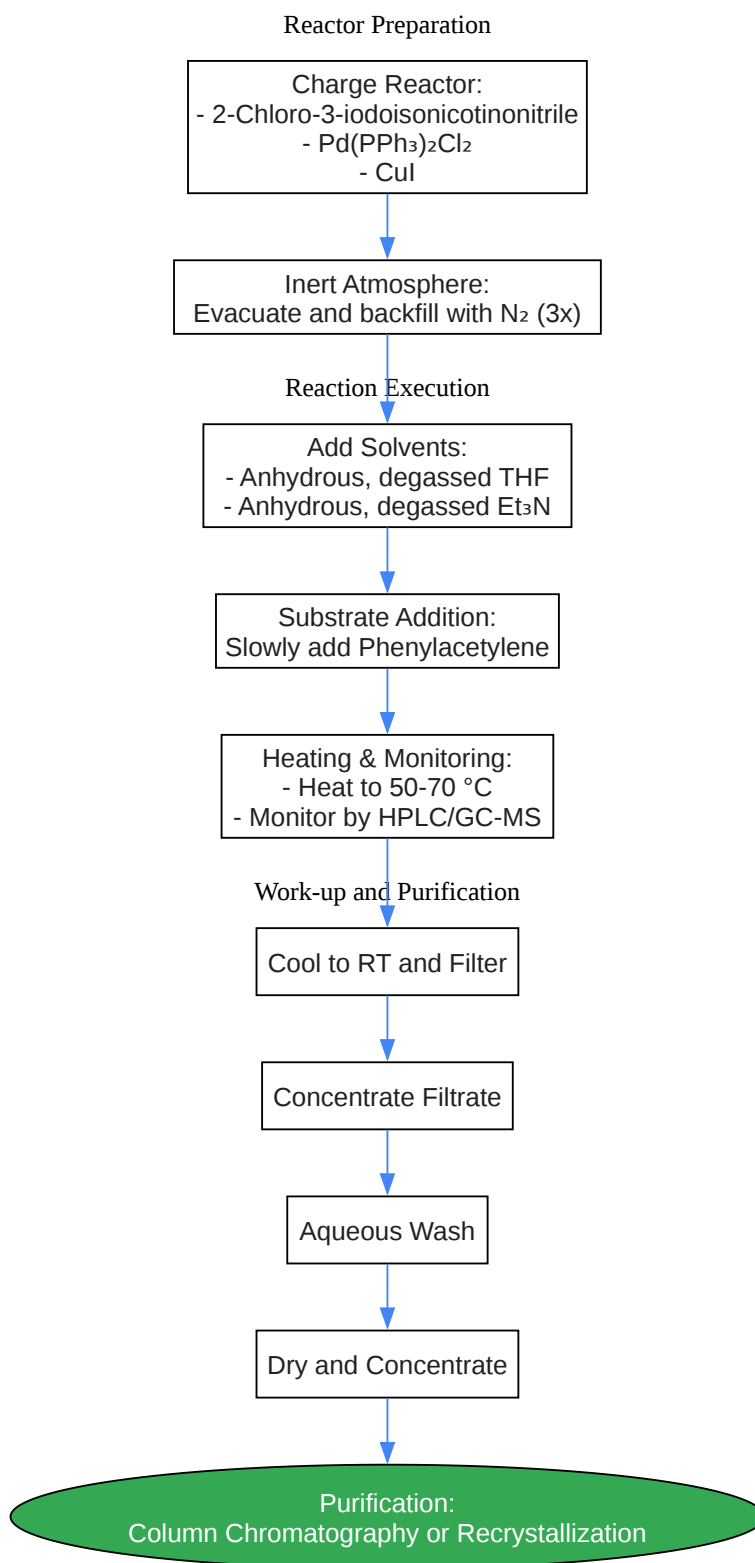 Reactor Preparation
Charge Reactor:
- 2-Chloro-3-iodoisonicotinonitrile
- Pd(PPh₃)₂Cl₂
- CuI
Inert Atmosphere:
Evacuate and backfill with N₂ (3x)
Reaction Execution
Add Solvents:
- Anhydrous, degassed THF
- Anhydrous, degassed Et₃N
Substrate Addition:
Slowly add Phenylacetylene
Heating & Monitoring:
- Heat to 50-70 °C
- Monitor by HPLC/GC-MS
Work-up and Purification
Cool to RT and Filter
Concentrate Filtrate
Aqueous Wash
Dry and Concentrate
Purification:
Column Chromatography or Recrystallization